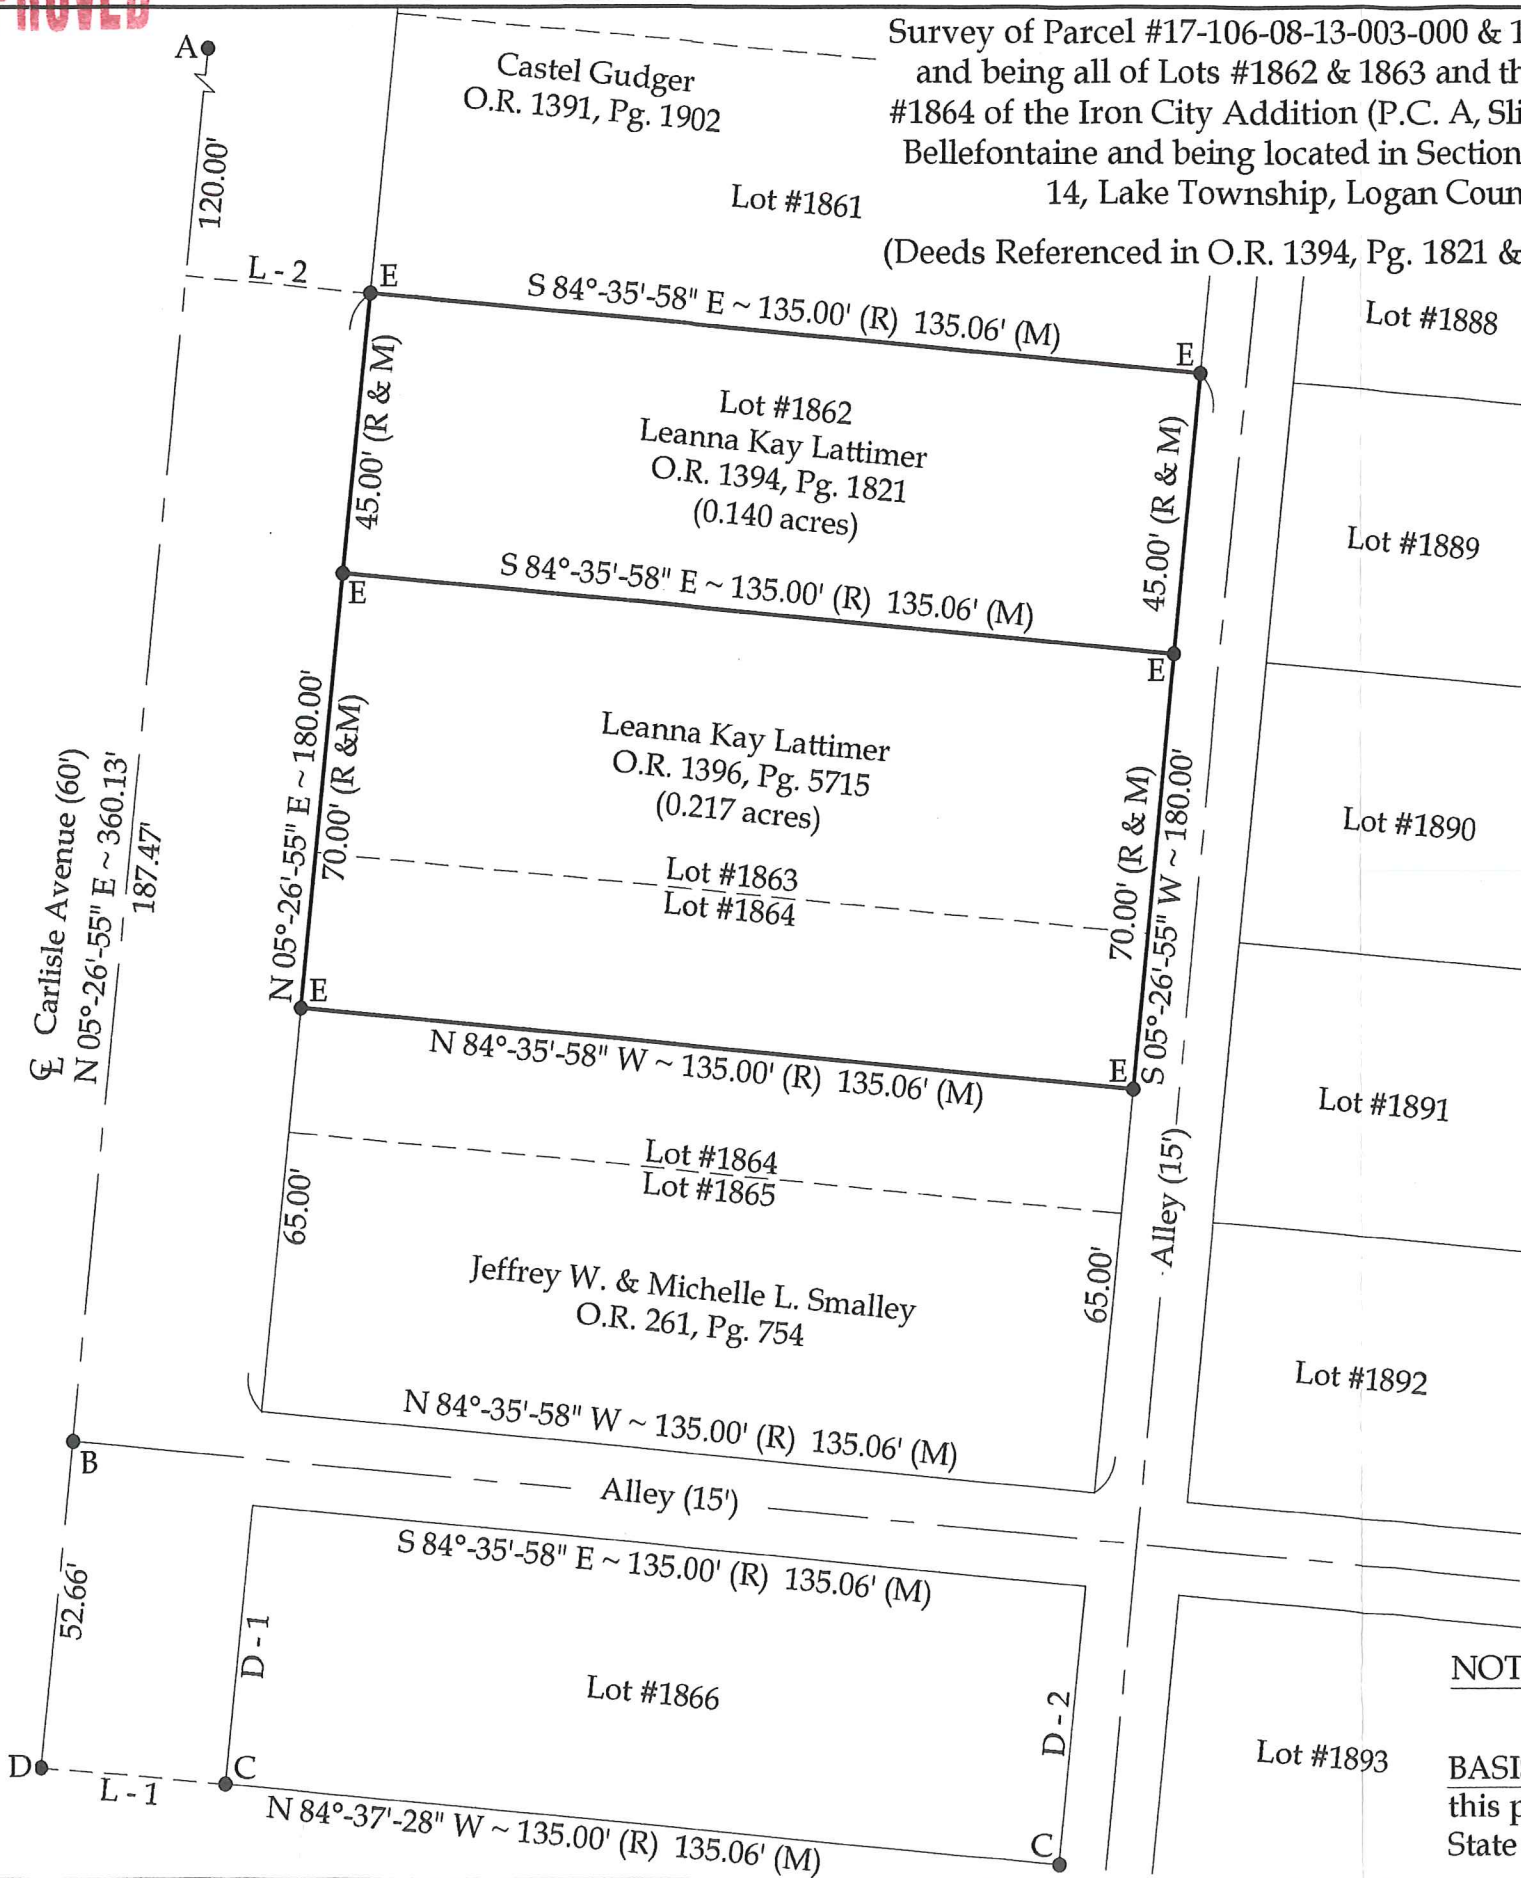 A
120.00'
Castel Gudger
O.R. 1391, Pg. 1902
Lot #1861
Survey of Parcel #17-106-08-13-003-000 & 1
and being all of Lots #1862 & 1863 and th
#1864 of the Iron City Addition (P.C. A, Sli
Bellefontaine and being located in Section
14, Lake Township, Logan Coun
(Deeds Referenced in O.R. 1394, Pg. 1821 &
L - 2
E
S 84°-35'-58" E ~ 135.00' (R) 135.06' (M)
E
Lot #1888
45.00' (R & M)
Lot #1862
Leanna Kay Lattimer
O.R. 1394, Pg. 1821
(0.140 acres)
45.00' (R & M)
Lot #1889
E
S 84°-35'-58" E ~ 135.00' (R) 135.06' (M)
E
℄ Carlisle Avenue (60')
N 05°-26'-55" E ~ 360.13'
187.47'
N 05°-26'-55" E ~ 180.00'
70.00' (R &M)
Leanna Kay Lattimer
O.R. 1396, Pg. 5715
(0.217 acres)
Lot #1863
Lot #1864
70.00' (R & M)
S 05°-26'-55" W ~ 180.00'
Lot #1890
E
N 84°-35'-58" W ~ 135.00' (R) 135.06' (M)
E
Lot #1891
Lot #1864
Lot #1865
65.00'
Jeffrey W. & Michelle L. Smalley
O.R. 261, Pg. 754
65.00'
Alley (15')
Lot #1892
N 84°-35'-58" W ~ 135.00' (R) 135.06' (M)
B
Alley (15')
S 84°-35'-58" E ~ 135.00' (R) 135.06' (M)
52.66'
D - 1
Lot #1866
D - 2
Lot #1893
D
L - 1
C
N 84°-37'-28" W ~ 135.00' (R) 135.06' (M)
C
NOT
BASI
this p
State